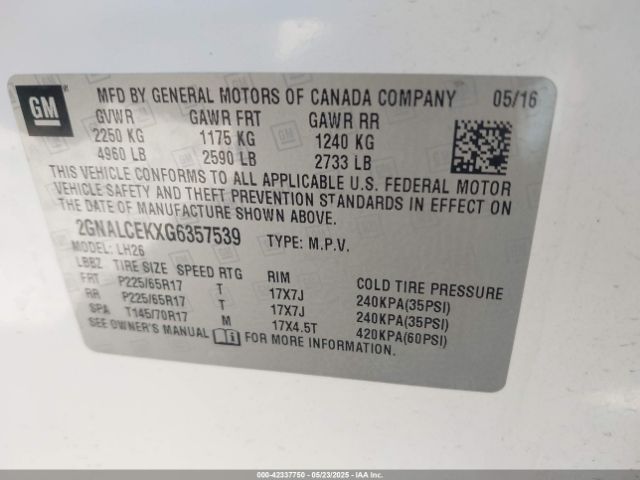 GM
MFD BY GENERAL MOTORS OF CANADA COMPANY 05/16
GVWR GAWR FRT GAWR RR
2250 KG 1175 KG 1240 KG
4960 LB 2590 LB 2733 LB
THIS VEHICLE CONFORMS TO ALL APPLICABLE U.S. FEDERAL MOTOR
VEHICLE SAFETY AND THEFT PREVENTION STANDARDS IN EFFECT ON
THE DATE OF MANUFACTURE SHOWN ABOVE.
2GNALCEKXG6357539 TYPE: M.P.V.
MODEL: LH26
LBBZ TIRE SIZE SPEED RTG RIM COLD TIRE PRESSURE
FRT P225/65R17 T 17X7J 240KPA(35PSI)
RR P225/65R17 T 17X7J 240KPA(35PSI)
SPA T145/70R17 M 17X4.5T 420KPA(60PSI)
SEE OWNER'S MANUAL FOR MORE INFORMATION.
000-42337750 - 05/23/2025 - IAA, Inc.